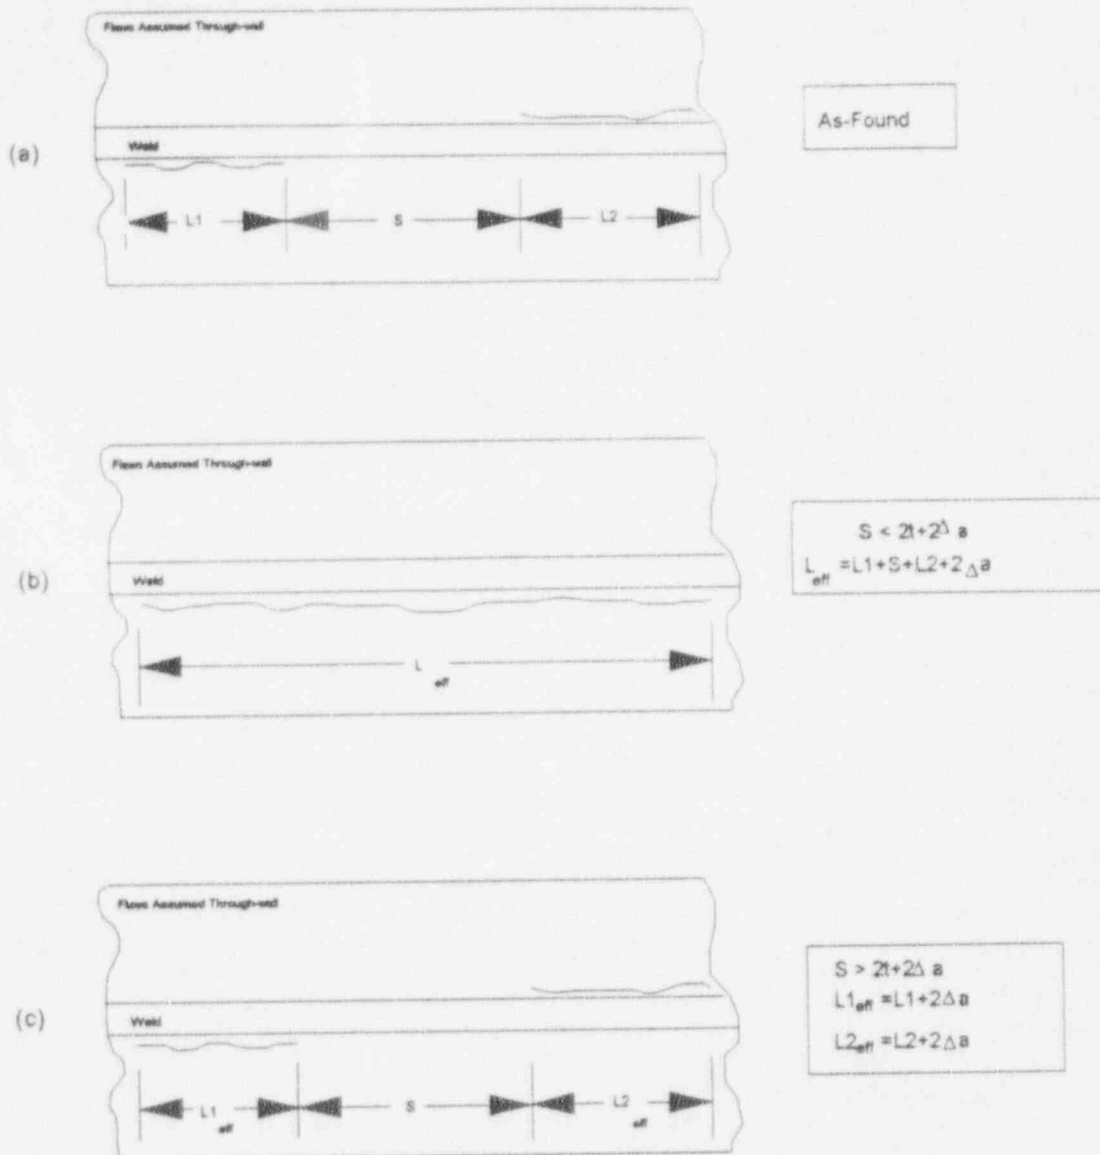 Flaws Assumed Through-wall
As-Found
(a)
Weld
L1
S
L2
Flaws Assumed Through-wall
S < 2t+2Δ a
L eff =L1+S+L2+2Δa
(b)
Weld
L eff
Flaws Assumed Through-wall
S > 2t+2Δ a
L1eff =L1+2Δa
L2eff =L2+2Δa
(c)
Weld
L1 eff
S
L2 eff